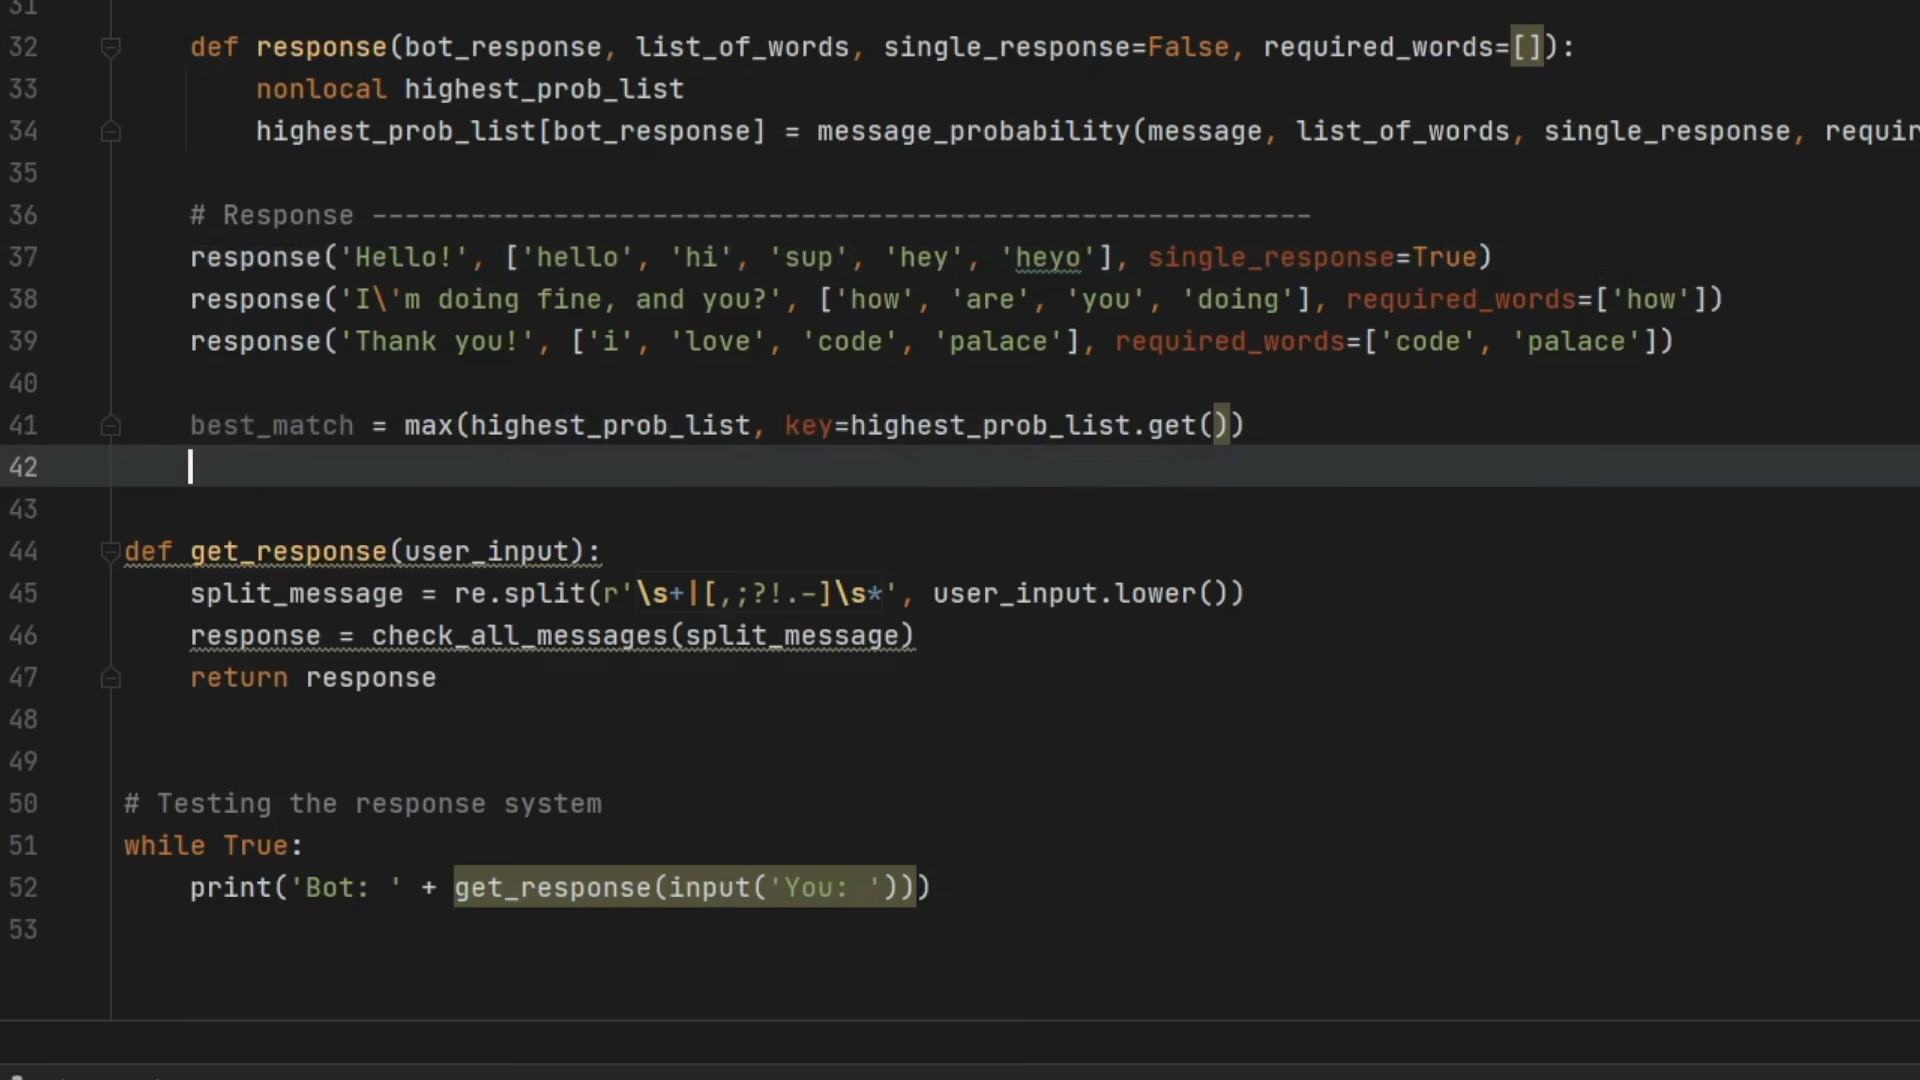 31
32 def response(bot_response, list_of_words, single_response=False, required_words=[]):
33 nonlocal highest_prob_list
34 highest_prob_list[bot_response] = message_probability(message, list_of_words, single_response, requir
35
36 # Response ---------------------------------------------------------
37 response('Hello!', ['hello', 'hi', 'sup', 'hey', 'heyo'], single_response=True)
38 response('I\'m doing fine, and you?', ['how', 'are', 'you', 'doing'], required_words=['how'])
39 response('Thank you!', ['i', 'love', 'code', 'palace'], required_words=['code', 'palace'])
40
41 best_match = max(highest_prob_list, key=highest_prob_list.get())
42
43
44 def get_response(user_input):
45 split_message = re.split(r'\s+|[,;?!.-]\s*', user_input.lower())
46 response = check_all_messages(split_message)
47 return response
48
49
50 # Testing the response system
51 while True:
52 print('Bot: ' + get_response(input('You: ')))
53